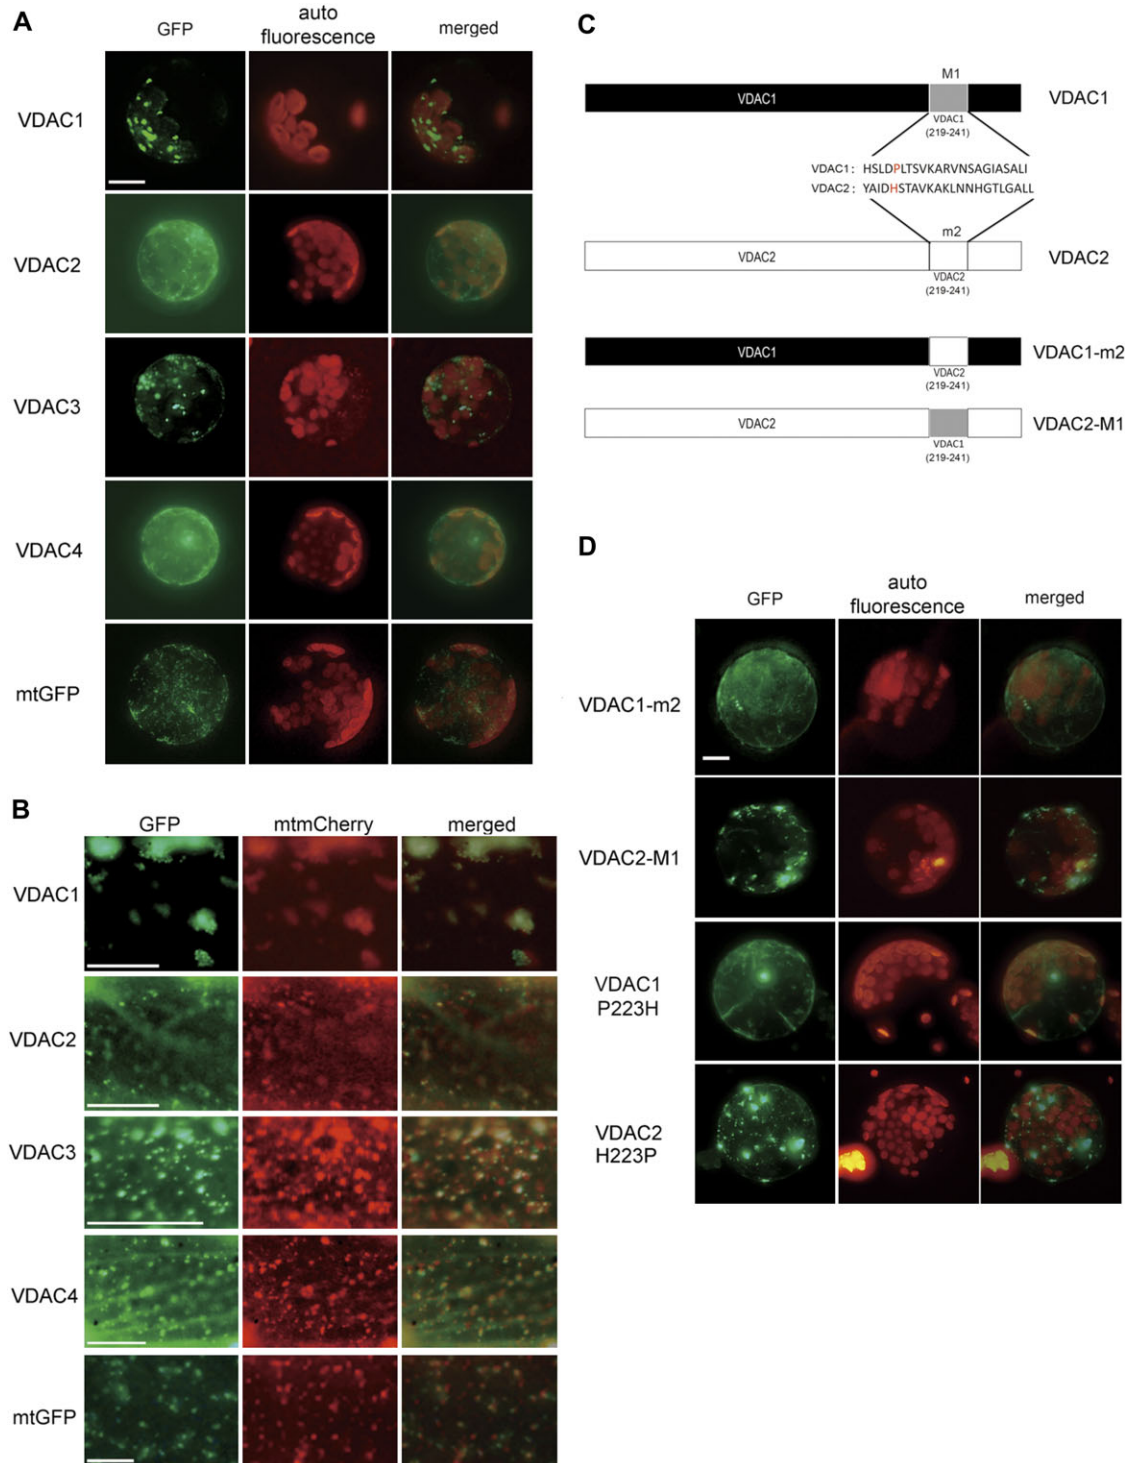 A
GFP
auto
fluorescence
merged
VDAC1
VDAC2
VDAC3
VDAC4
mtGFP
B
GFP
mtmCherry
merged
VDAC1
VDAC2
VDAC3
VDAC4
mtGFP
C
M1
VDAC1
VDAC1
VDAC1
(219-241)
VDAC1: HSLDPLTSVKARVNSAGIASALI
VDAC2: YAIDHSTAVKAKLNNHGTLGALL
m2
VDAC2
VDAC2
VDAC2
(219-241)
VDAC1
VDAC1-m2
VDAC2
(219-241)
VDAC2
VDAC2-M1
VDAC1
(219-241)
D
GFP
auto
fluorescence
merged
VDAC1-m2
VDAC2-M1
VDAC1
P223H
VDAC2
H223P